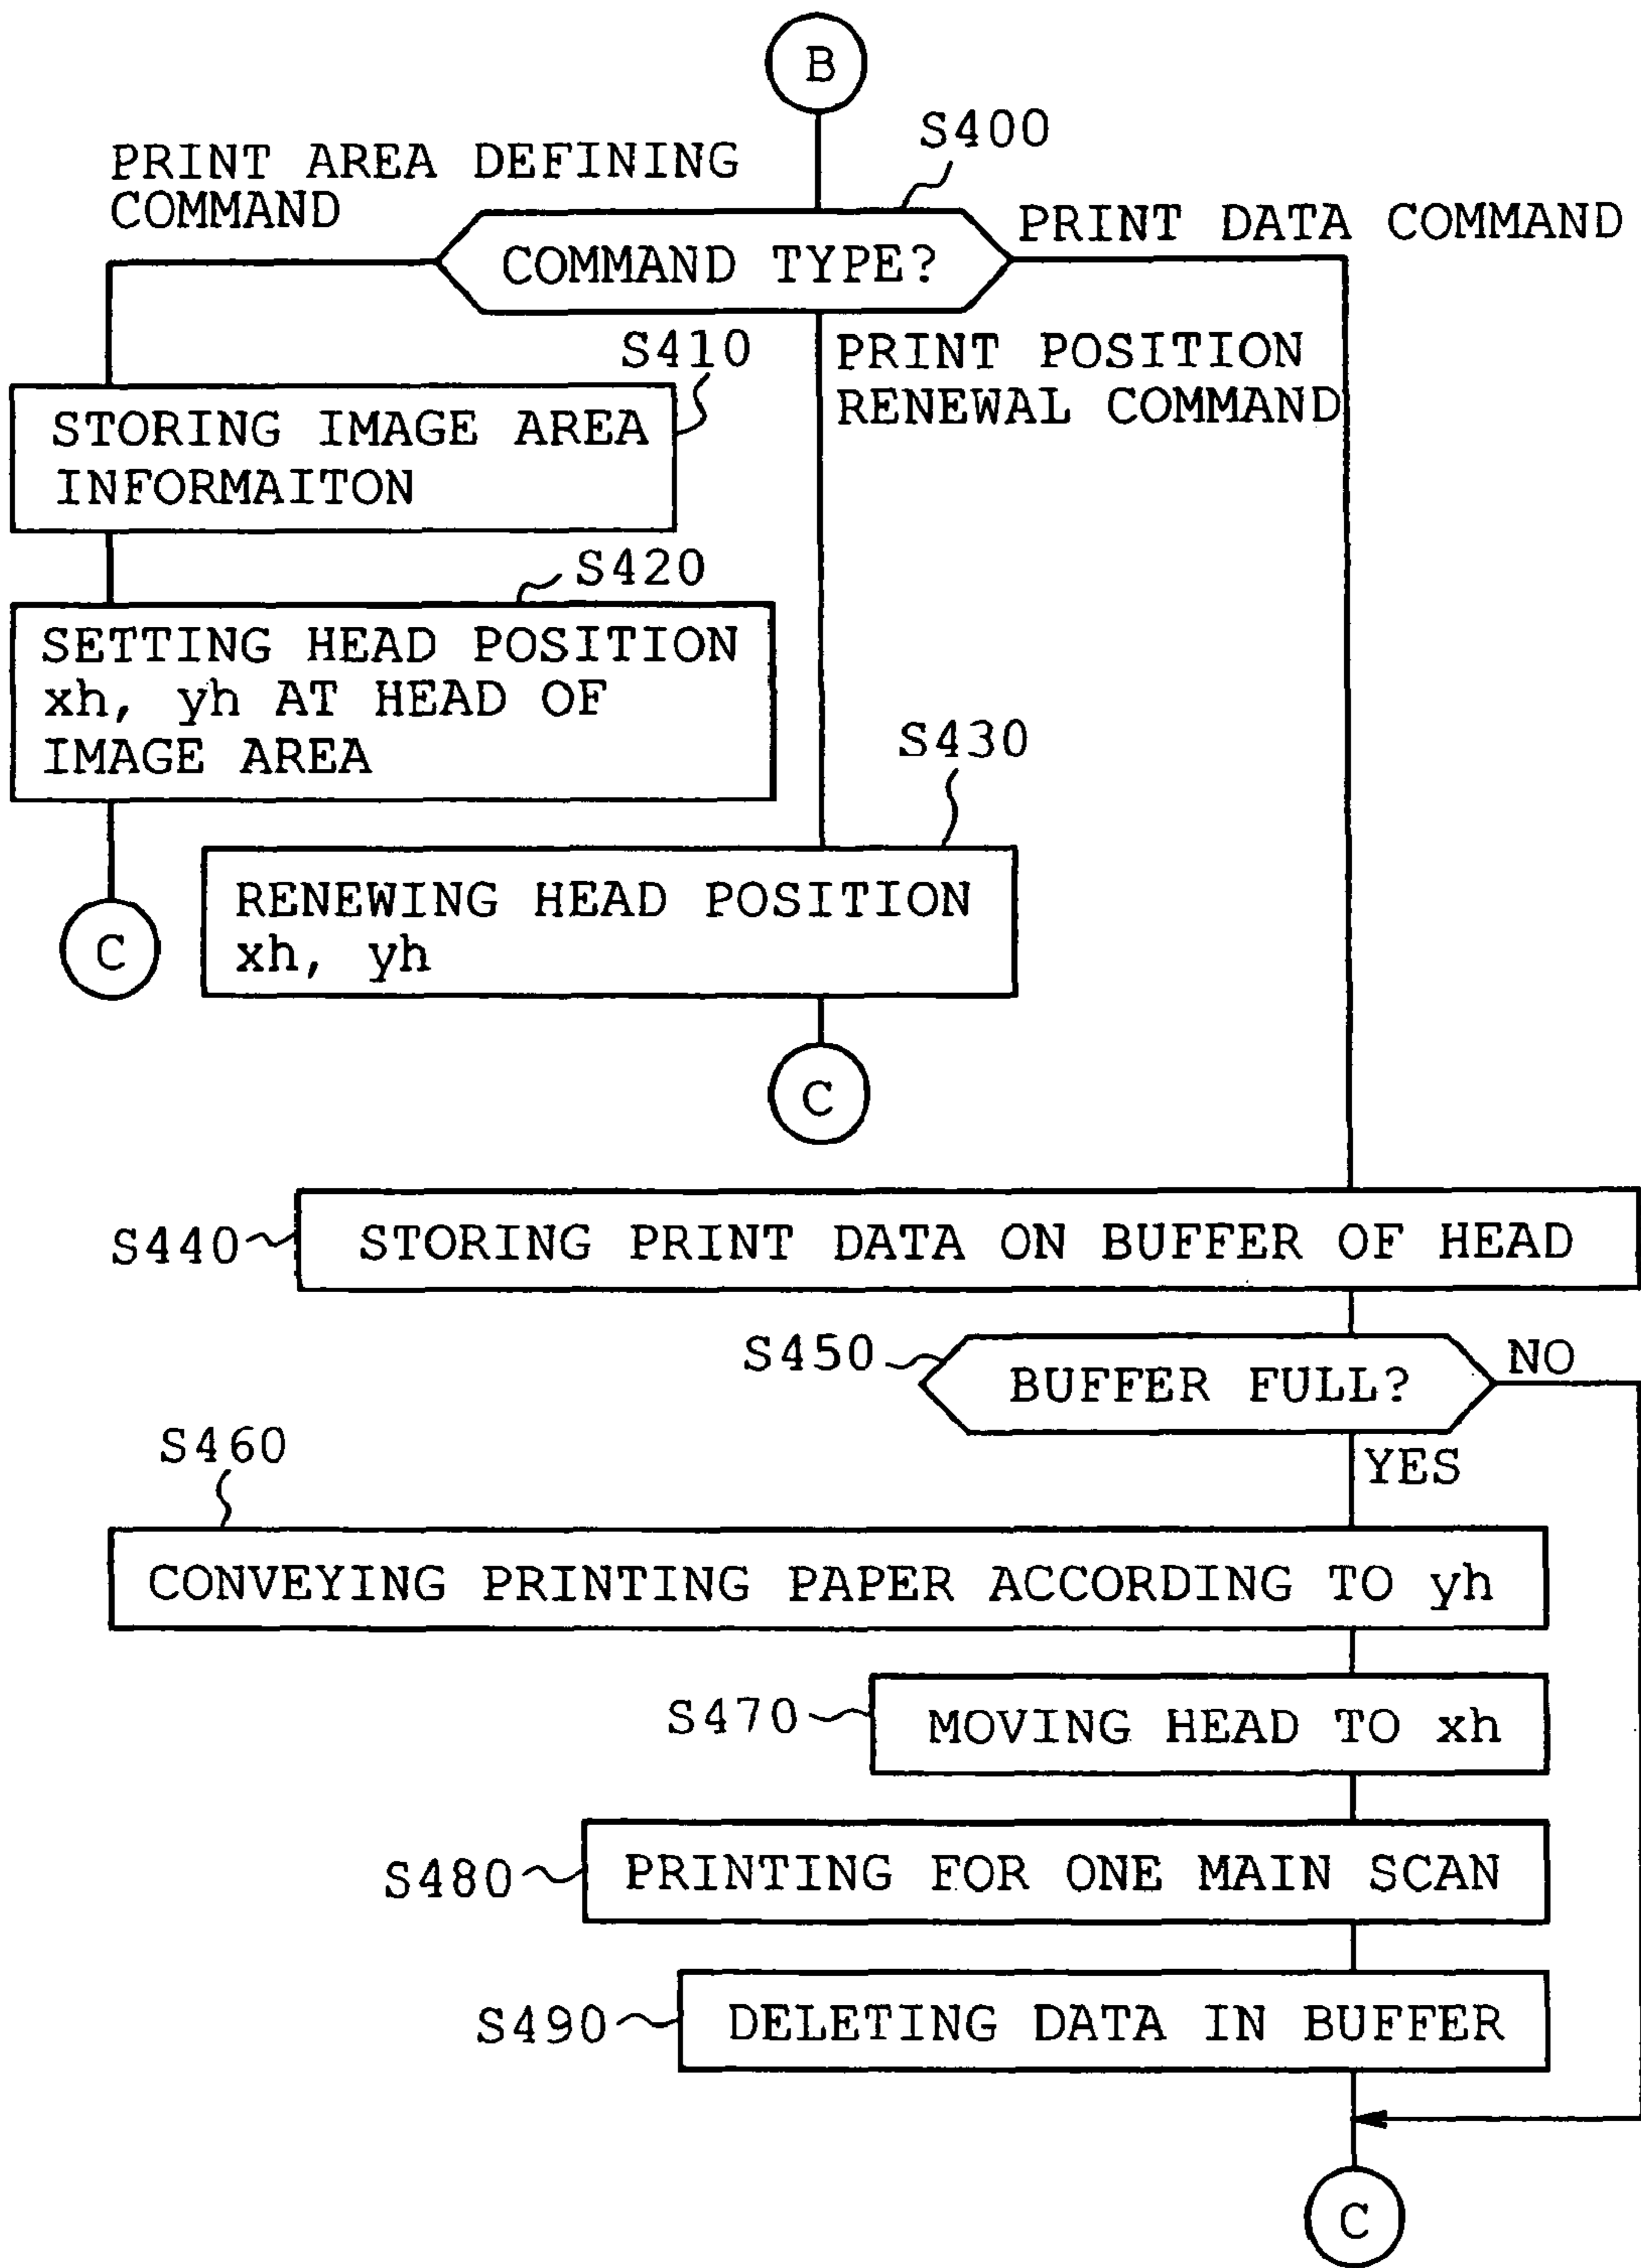 B
S400
PRINT AREA DEFINING
COMMAND
COMMAND TYPE?
PRINT DATA COMMAND
S410
PRINT POSITION
RENEWAL COMMAND
STORING IMAGE AREA
INFORMAITON
S420
SETTING HEAD POSITION
xh, yh AT HEAD OF
IMAGE AREA
S430
RENEWING HEAD POSITION
xh, yh
C
C
S440
STORING PRINT DATA ON BUFFER OF HEAD
S450
BUFFER FULL?
NO
YES
S460
CONVEYING PRINTING PAPER ACCORDING TO yh
S470
MOVING HEAD TO xh
S480
PRINTING FOR ONE MAIN SCAN
S490
DELETING DATA IN BUFFER
C